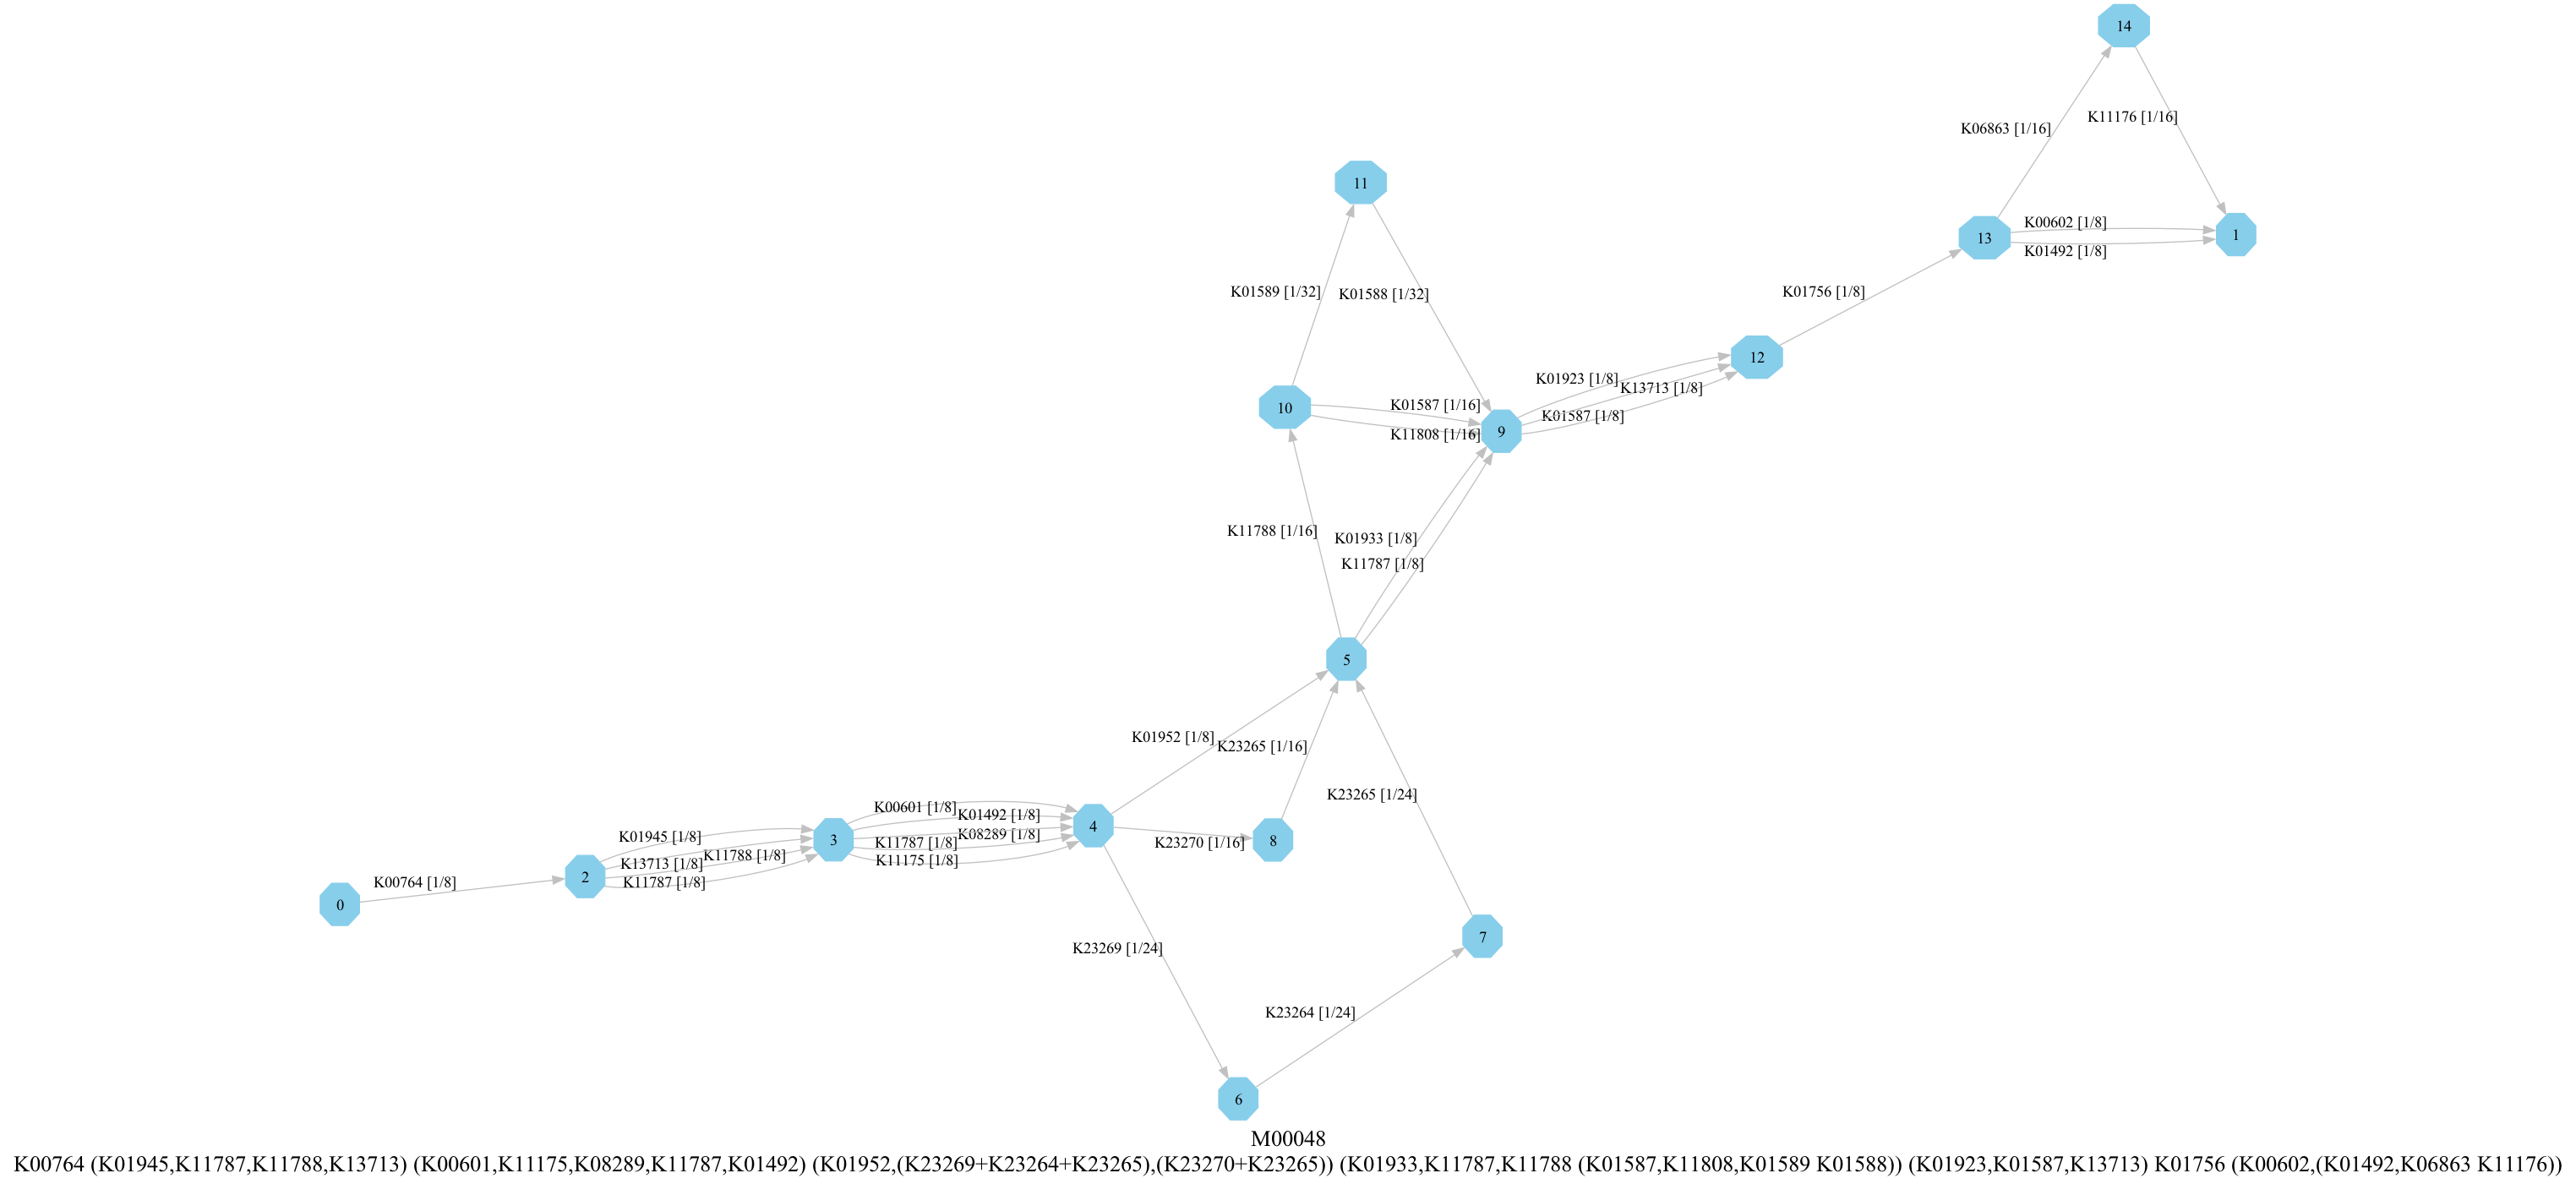 14
K06863 [1/16]
K11176 [1/16]
11
13
K00602 [1/8]
K01492 [1/8]
1
K01589 [1/32]
K01588 [1/32]
K01756 [1/8]
12
K01923 [1/8]
K13713 [1/8]
K01587 [1/8]
10
K01587 [1/16]
K11808 [1/16]
9
K11788 [1/16]
K01933 [1/8]
K11787 [1/8]
5
K01952 [1/8]
K23265 [1/16]
K23265 [1/24]
K00601 [1/8]
K01492 [1/8]
K08289 [1/8]
K11787 [1/8]
K11175 [1/8]
4
K23270 [1/16]
8
K01945 [1/8]
K13713 [1/8]
K11788 [1/8]
K11787 [1/8]
3
K00764 [1/8]
2
0
7
K23269 [1/24]
K23264 [1/24]
6
M00048
K00764 (K01945,K11787,K11788,K13713) (K00601,K11175,K08289,K11787,K01492) (K01952,(K23269+K23264+K23265),(K23270+K23265)) (K01933,K11787,K11788 (K01587,K11808,K01589 K01588)) (K01923,K01587,K13713) K01756 (K00602,(K01492,K06863 K11176))